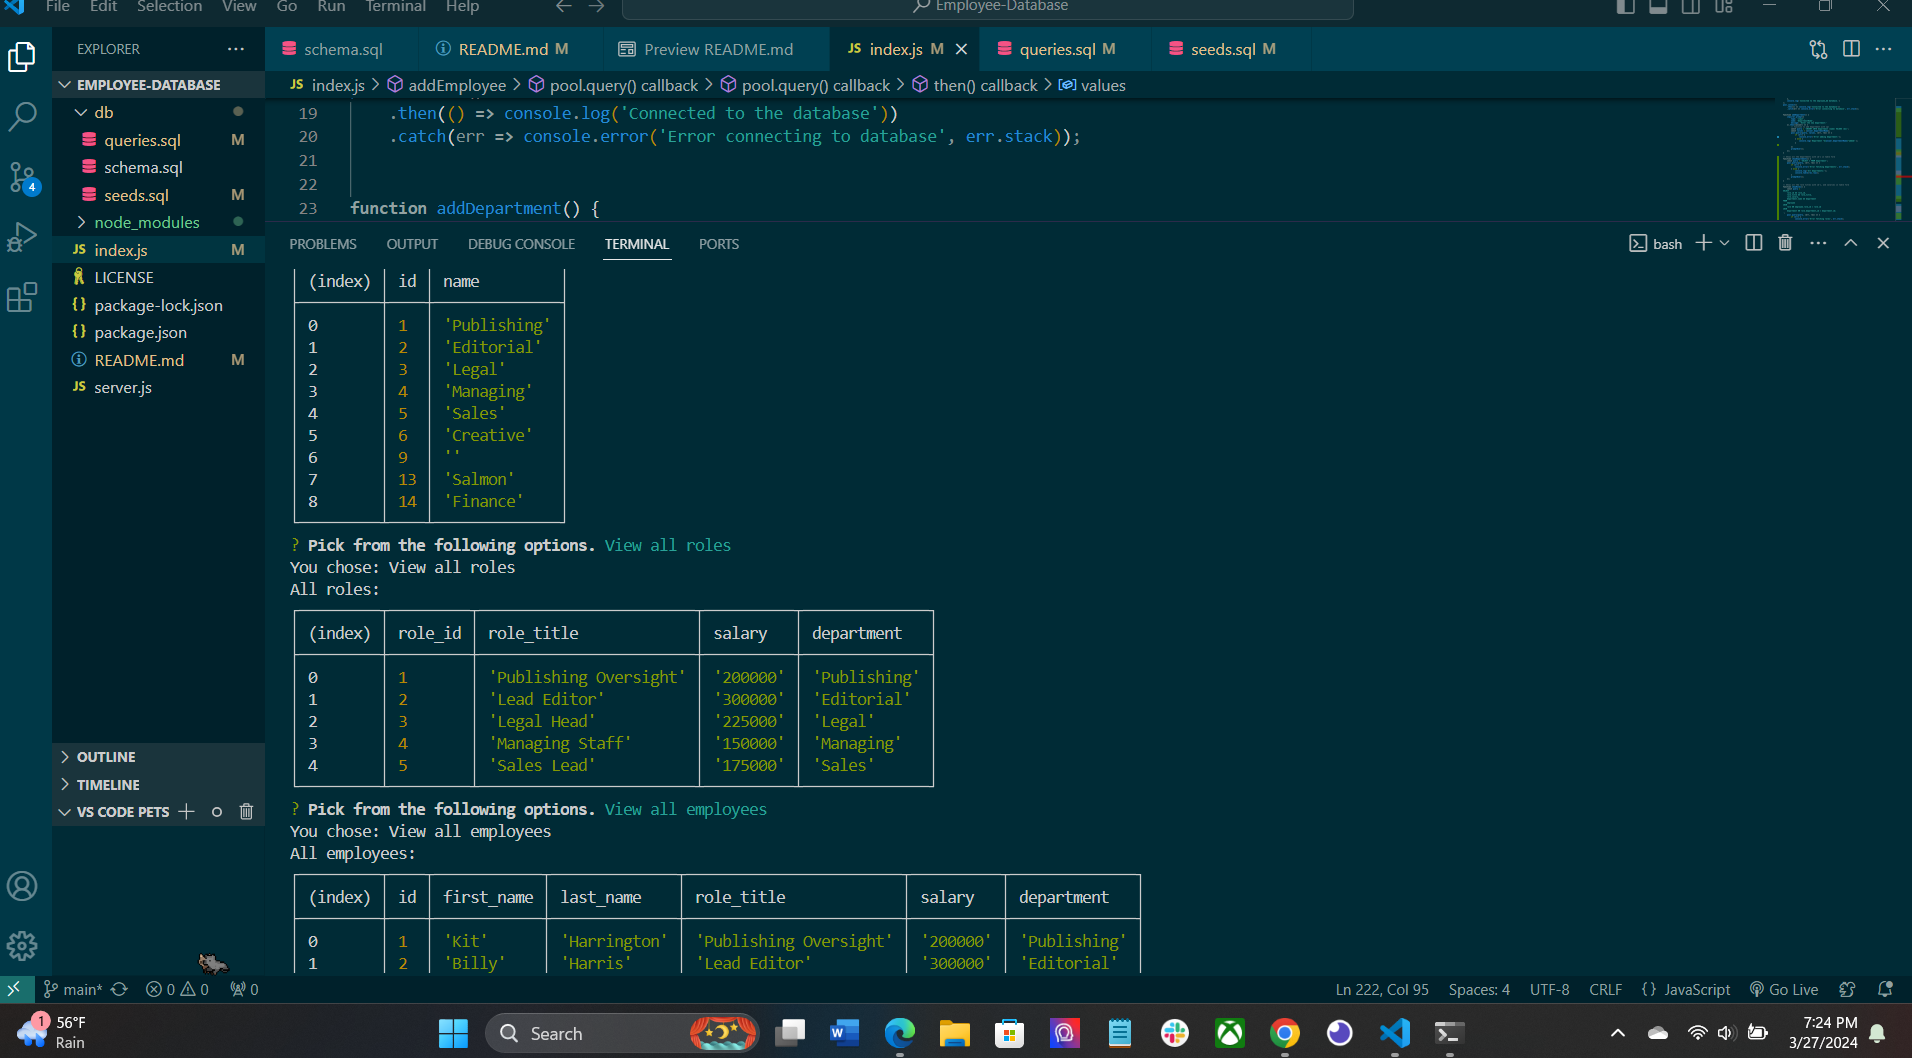 File Edit Selection View Go Run Terminal Help Employee-Database
EXPLORER
schema.sql README.md M Preview README.md JS index.js M queries.sql M seeds.sql M
EMPLOYEE-DATABASE
JS index.js > addEmployee > pool.query() callback > pool.query() callback > then() callback > values
db
queries.sql M
schema.sql
seeds.sql M
node_modules
JS index.js M
LICENSE
{} package-lock.json
{} package.json
README.md M
JS server.js
4
19 .then(() => console.log('Connected to the database'))
20 .catch(err => console.error('Error connecting to database', err.stack));
21
22
23 function addDepartment() {
PROBLEMS OUTPUT DEBUG CONSOLE TERMINAL PORTS bash
(index) id name
0 1 'Publishing'
1 2 'Editorial'
2 3 'Legal'
3 4 'Managing'
4 5 'Sales'
5 6 'Creative'
6 9 ''
7 13 'Salmon'
8 14 'Finance'
? Pick from the following options. View all roles
You chose: View all roles
All roles:
(index) role_id role_title salary department
0 1 'Publishing Oversight' '200000' 'Publishing'
1 2 'Lead Editor' '300000' 'Editorial'
2 3 'Legal Head' '225000' 'Legal'
3 4 'Managing Staff' '150000' 'Managing'
4 5 'Sales Lead' '175000' 'Sales'
? Pick from the following options. View all employees
You chose: View all employees
All employees:
(index) id first_name last_name role_title salary department
0 1 'Kit' 'Harrington' 'Publishing Oversight' '200000' 'Publishing'
1 2 'Billy' 'Harris' 'Lead Editor' '300000' 'Editorial'
OUTLINE
TIMELINE
VS CODE PETS
main* 0 0 0 Ln 222, Col 95 Spaces: 4 UTF-8 CRLF {} JavaScript Go Live
1 56°F
Rain
Search
7:24 PM
3/27/2024